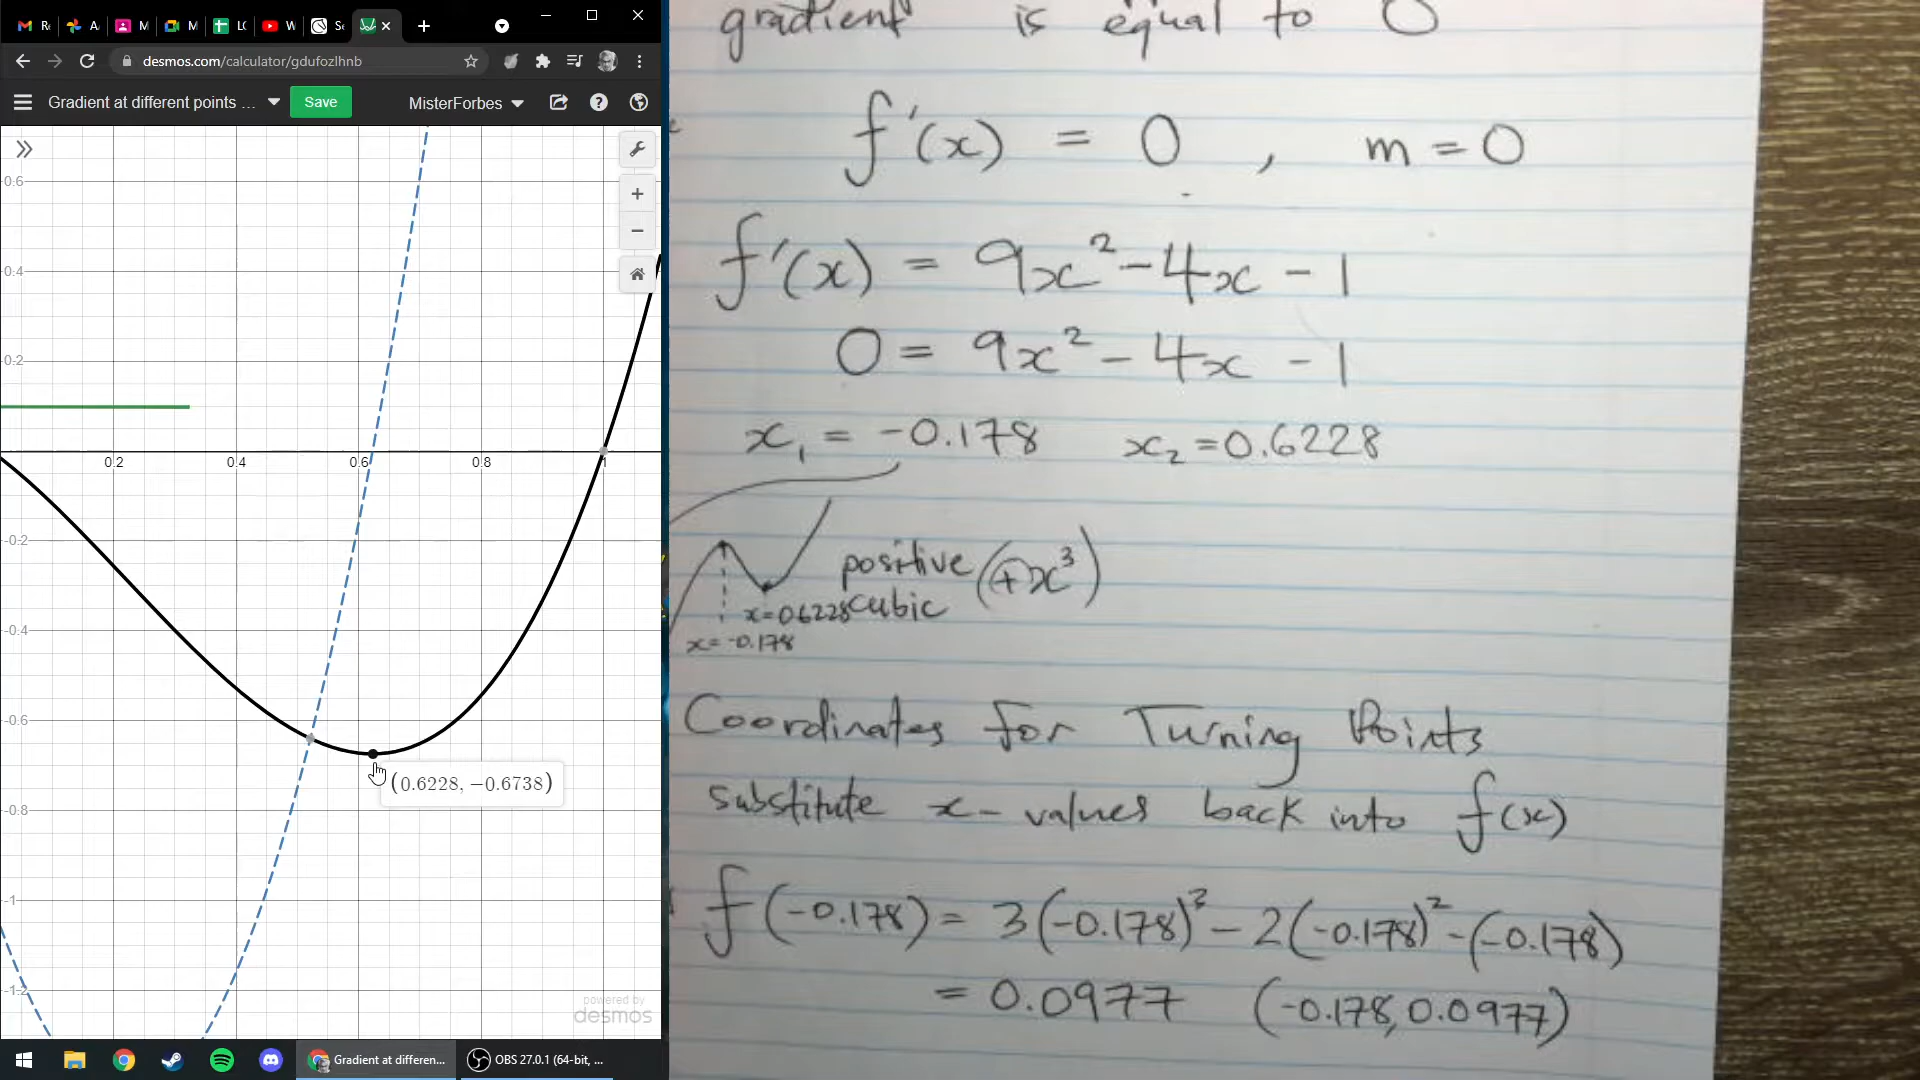 Re
A
M
M
LC
W
Se
desmos.com/calculator/gdufozlhnb
Gradient at different points ...
Save
MisterForbes
0.6
0.4
0.2
0.2 0.4 0.6 0.8 1
-0.2
-0.4
-0.6
-0.8
-1
-1.2
(0.6228, −0.6738)
powered by
desmos
Gradient at differen...
OBS 27.0.1 (64-bit, ...
gradient is equal to 0
f'(x) = 0 , m = 0
f'(x) = 9x² - 4x - 1
0 = 9x² - 4x - 1
x₁ = -0.178 x₂ = 0.6228
positive (+x³)
x=0.6228 cubic
x=-0.178
Coordinates for Turning Points
substitute x-values back into f(x)
f(-0.178) = 3(-0.178)³ - 2(-0.178)² - (-0.178)
= 0.0977 (-0.178, 0.0977)